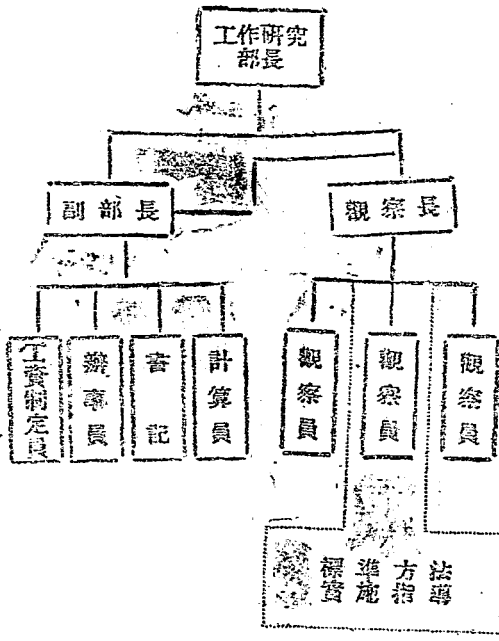 工作研究
部長
副部長
觀察長
工資制定員
辦事員
書記
計算員
觀察員
觀察員
觀察員
標準方法
實施指導